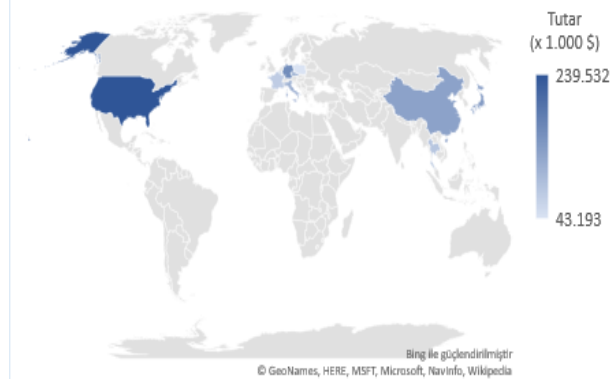 Tutar
(x 1.000 $)
239.532
43.193
Bing ile güçlendirilmiştir
© GeoNames, HERE, MSFT, Microsoft, NavInfo, Wikipedia